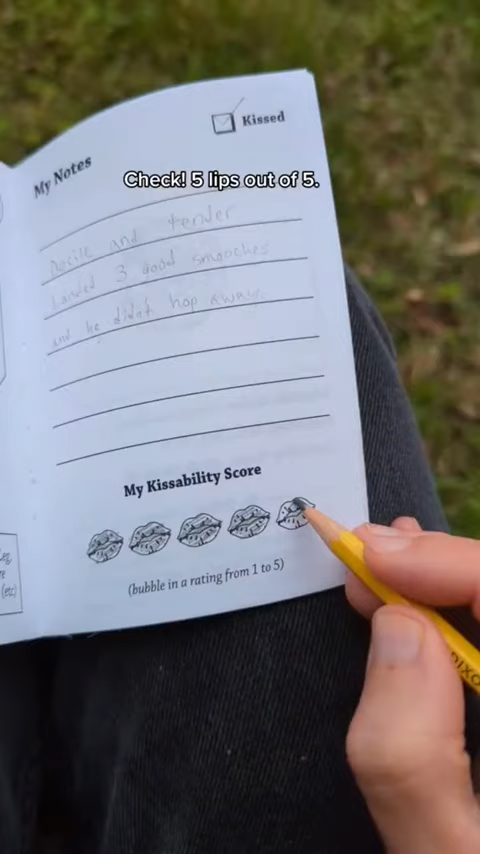 Kissed
My Notes
Check! 5 lips out of 5.
Docile and tender
Landed 3 good smooches
and he didn't hop away.
My Kissability Score
(bubble in a rating from 1 to 5)
(etc)